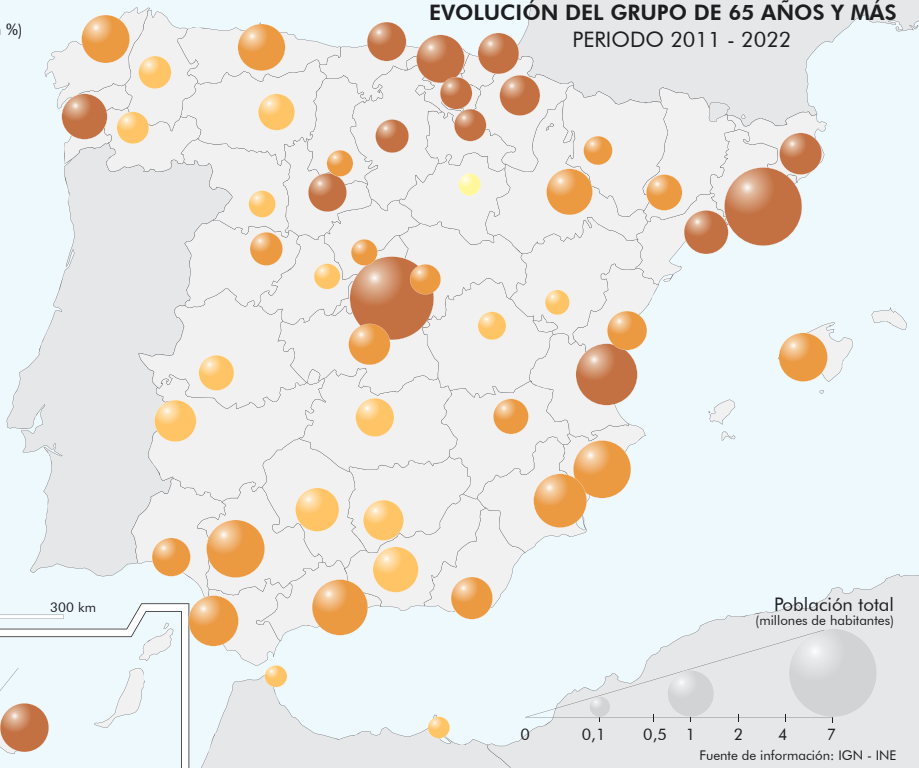 EVOLUCIÓN DEL GRUPO DE 65 AÑOS Y MÁS
PERIODO 2011 - 2022
%)
300 km
Población total
(millones de habitantes)
0 0,1 0,5 1 2 4 7
Fuente de información: IGN - INE